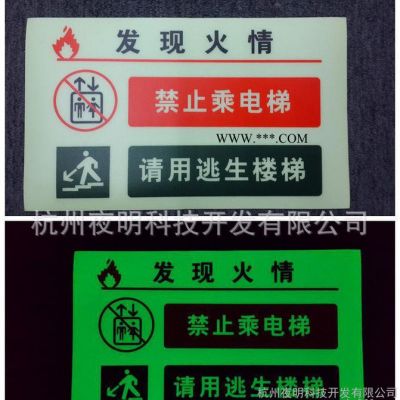 发现火情
禁止乘电梯
WWW.***.COM
请用逃生楼梯
杭州夜明科技开发有限公司
发现火情
禁止乘电梯
请用逃生楼梯
杭州夜明科技开发有限公司